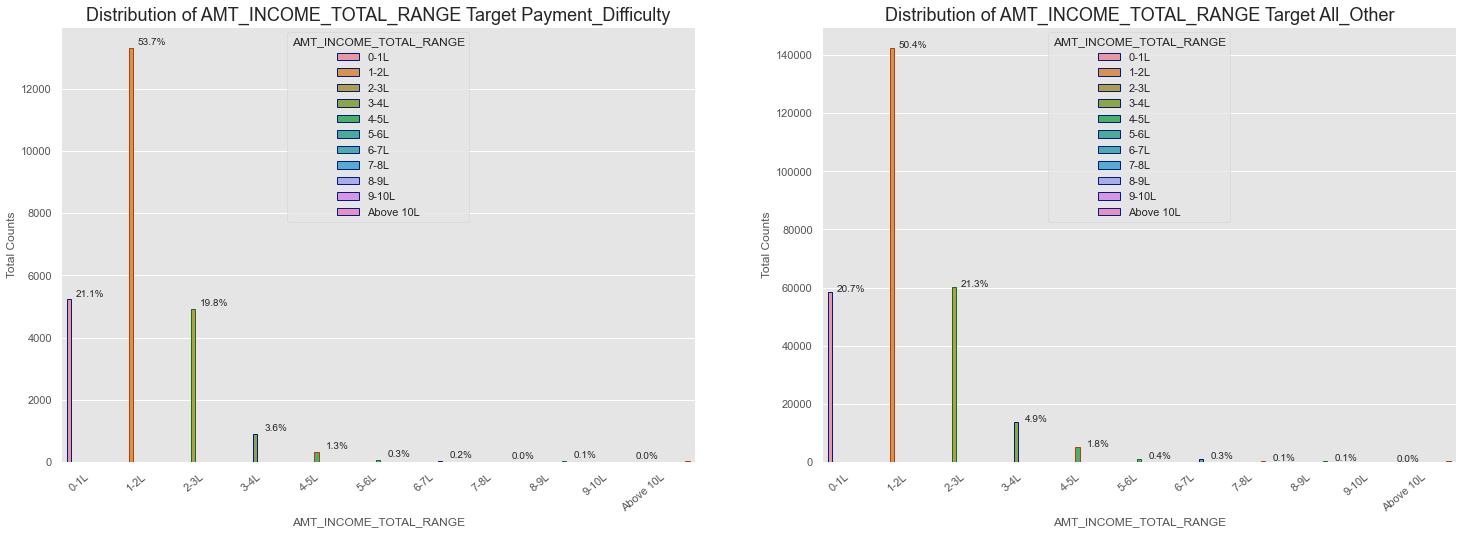 Distribution of AMT_INCOME_TOTAL_RANGE Target Payment_Difficulty
AMT_INCOME_TOTAL_RANGE
0-1L
1-2L
2-3L
3-4L
4-5L
5-6L
6-7L
7-8L
8-9L
9-10L
Above 10L
Total Counts
12000
10000
8000
6000
4000
2000
0
53.7%
21.1%
19.8%
3.6%
1.3%
0.3%
0.2%
0.0%
0.1%
0.0%
0-1L
1-2L
2-3L
3-4L
4-5L
5-6L
6-7L
7-8L
8-9L
9-10L
Above 10L
AMT_INCOME_TOTAL_RANGE
Distribution of AMT_INCOME_TOTAL_RANGE Target All_Other
AMT_INCOME_TOTAL_RANGE
0-1L
1-2L
2-3L
3-4L
4-5L
5-6L
6-7L
7-8L
8-9L
9-10L
Above 10L
Total Counts
140000
120000
100000
80000
60000
40000
20000
0
50.4%
20.7%
21.3%
4.9%
1.8%
0.4%
0.3%
0.1%
0.1%
0.0%
0-1L
1-2L
2-3L
3-4L
4-5L
5-6L
6-7L
7-8L
8-9L
9-10L
Above 10L
AMT_INCOME_TOTAL_RANGE